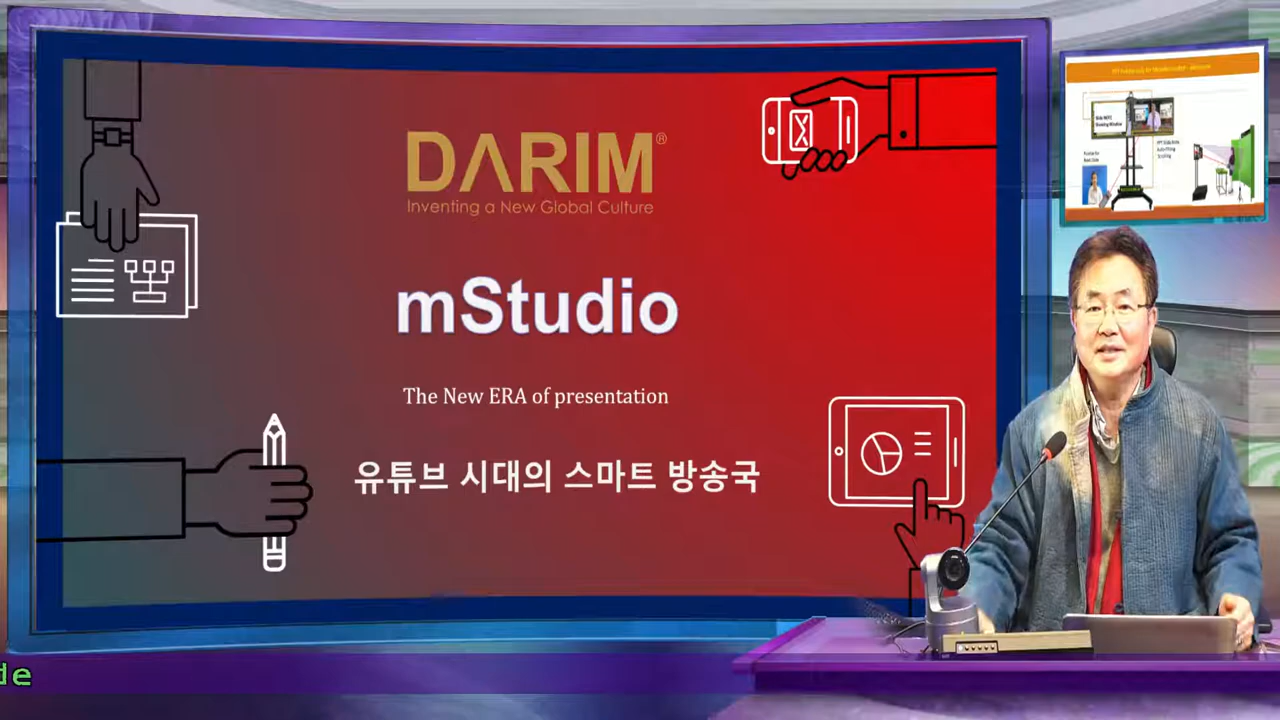 DARIM®
Inventing a New Global Culture
mStudio
The New ERA of presentation
유튜브 시대의 스마트 방송국
de